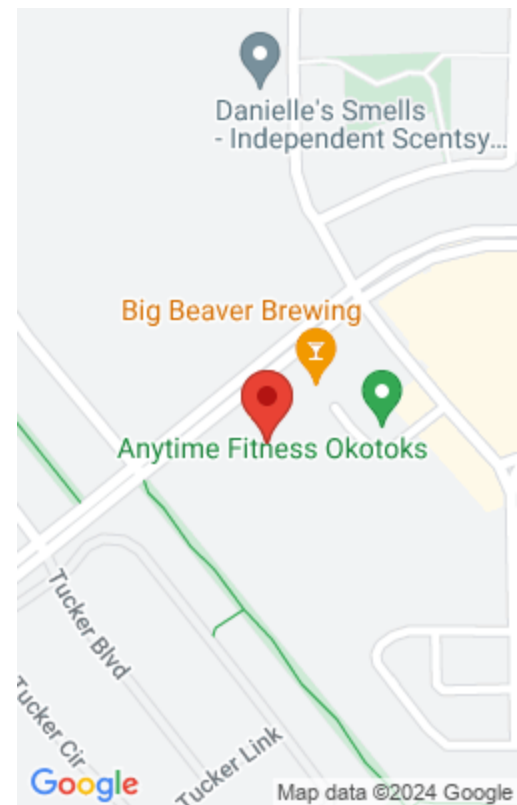 Danielle's Smells
- Independent Scentsy...
Big Beaver Brewing
Anytime Fitness Okotoks
Tucker Blvd
Tucker Cir
Tucker Link
Google
Map data ©2024 Google